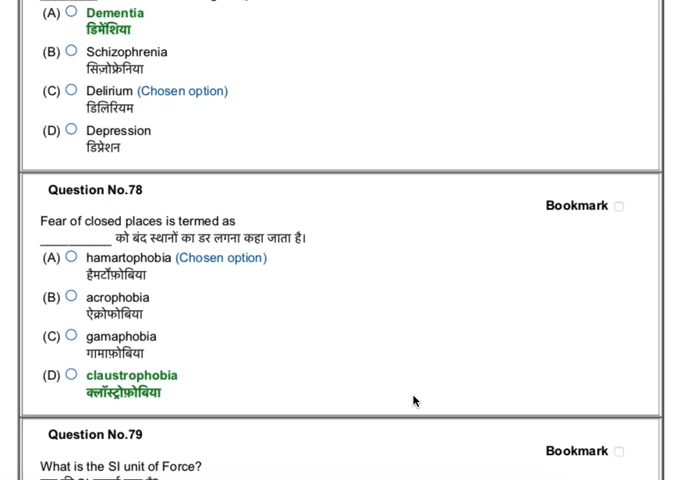 (A) Dementia
डिमेंशिया
(B) Schizophrenia
सिज़ोफ्रेनिया
(C) Delirium (Chosen option)
डिलिरियम
(D) Depression
डिप्रेशन
Question No.78
Bookmark
Fear of closed places is termed as
__________ को बंद स्थानों का डर लगना कहा जाता है।
(A) hamartophobia (Chosen option)
हैमर्टोफ़ोबिया
(B) acrophobia
ऐक्रोफोबिया
(C) gamaphobia
गामाफ़ोबिया
(D) claustrophobia
क्लॉस्ट्रोफ़ोबिया
Question No.79
Bookmark
What is the SI unit of Force?